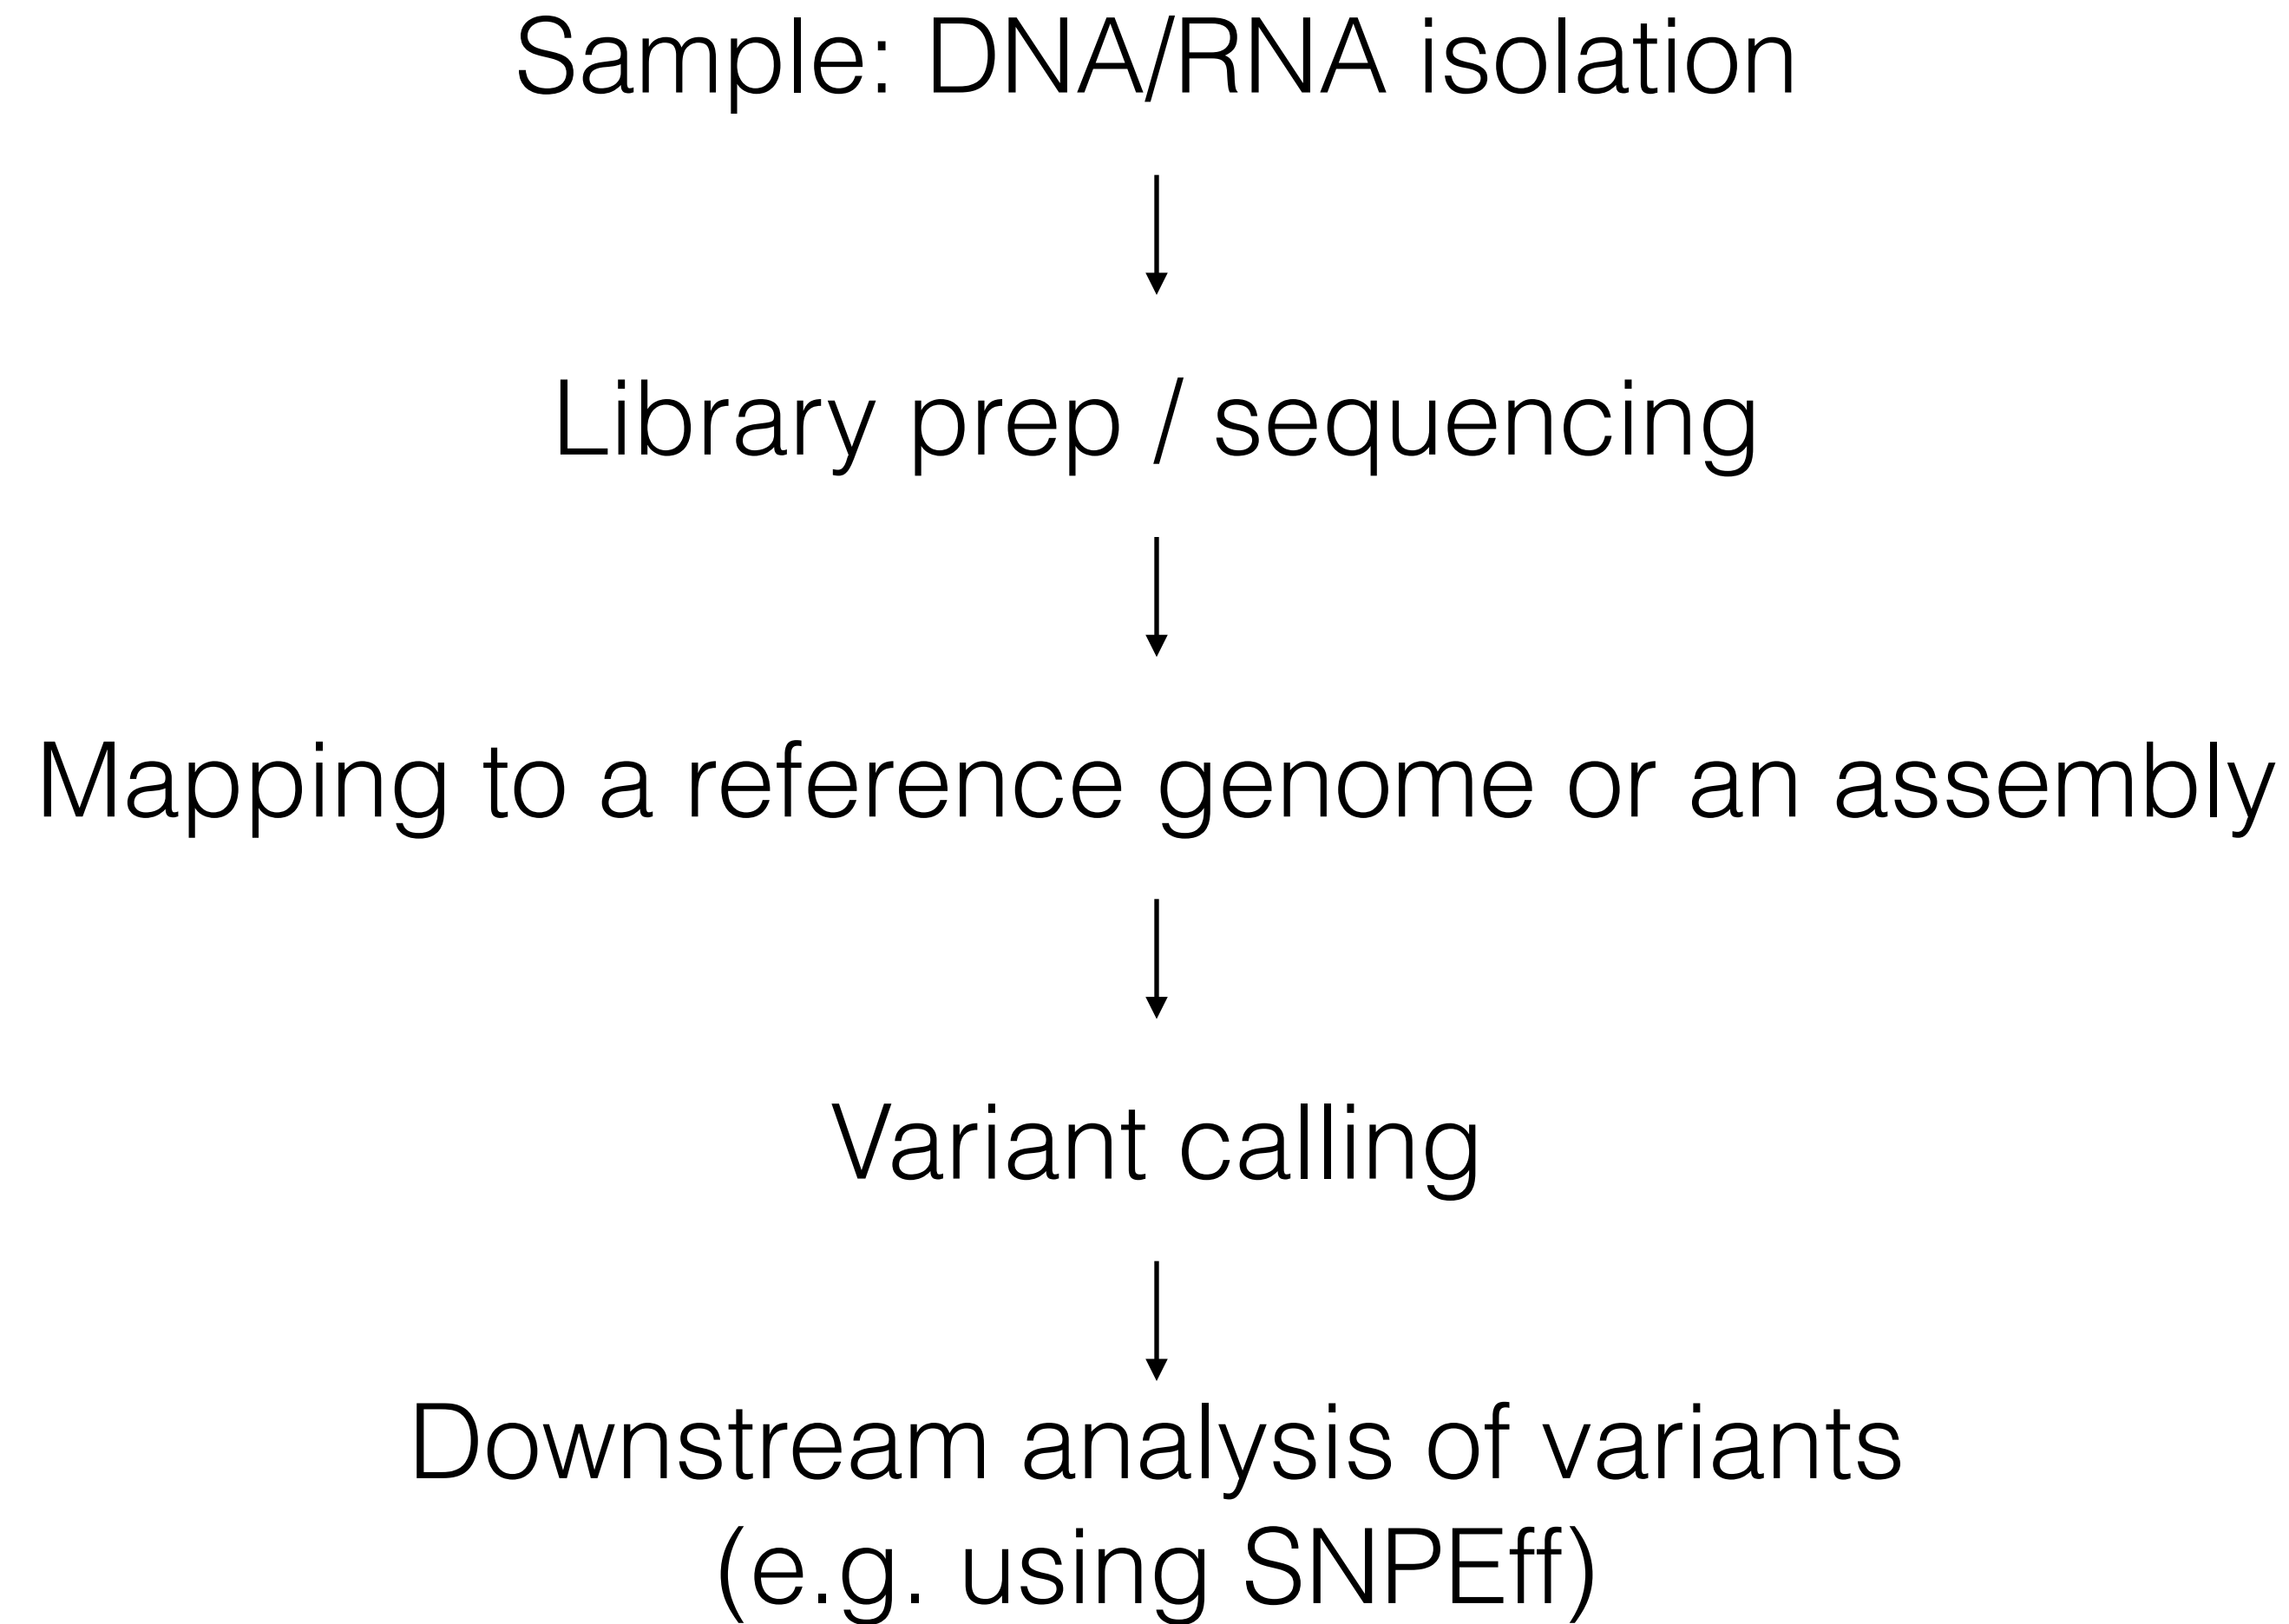 Sample: DNA/RNA isolation
Library prep / sequencing
Mapping to a reference genome or an assembly
Variant calling
Downstream analysis of variants
(e.g. using SNPEff)